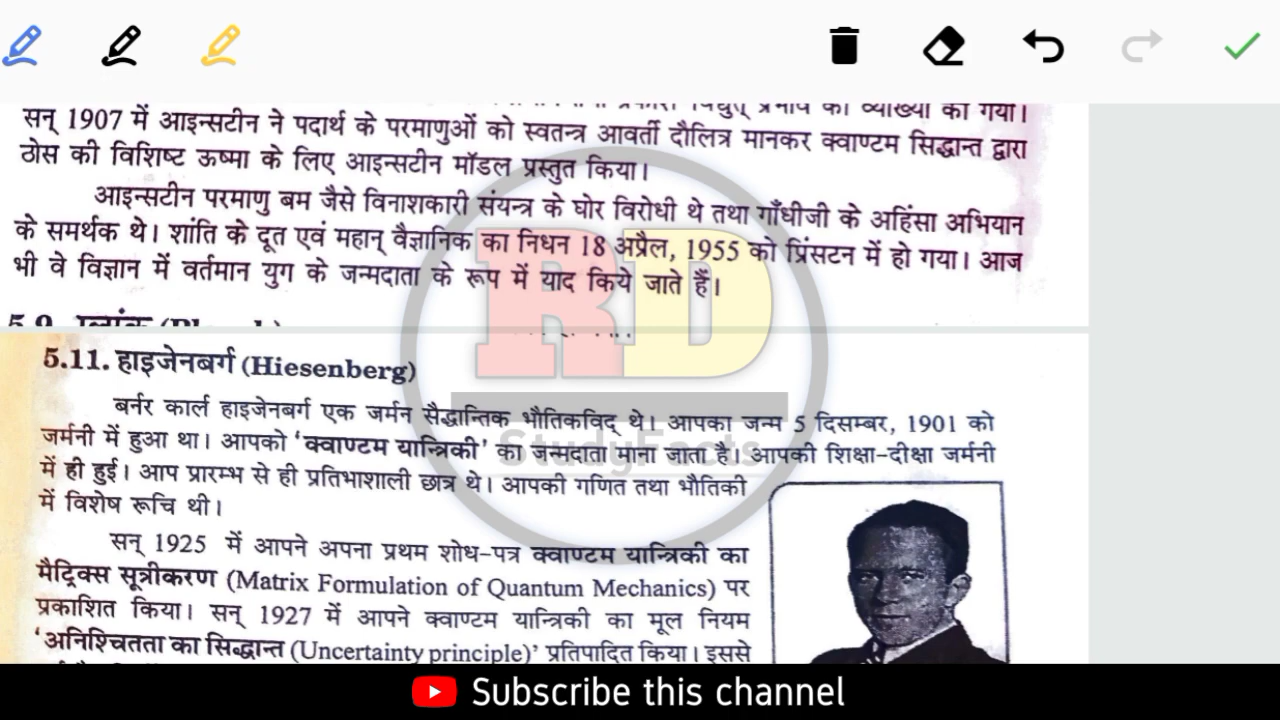 सन् 1907 में आइन्सटीन ने पदार्थ के परमाणुओं को स्वतन्त्र आवर्ती दौलित्र मानकर क्वाण्टम सिद्धान्त द्वारा
ठोस की विशिष्ट ऊष्मा के लिए आइन्सटीन मॉडल प्रस्तुत किया।
आइन्सटीन परमाणु बम जैसे विनाशकारी संयन्त्र के घोर विरोधी थे तथा गाँधीजी के अहिंसा अभियान
के समर्थक थे। शांति के दूत एवं महान् वैज्ञानिक का निधन 18 अप्रैल, 1955 को प्रिंसटन में हो गया। आज
भी वे विज्ञान में वर्तमान युग के जन्मदाता के रूप में याद किये जाते हैं।
RD
StudyFacts
5.11. हाइजेनबर्ग (Hiesenberg)
बर्नर कार्ल हाइजेनबर्ग एक जर्मन सैद्धान्तिक भौतिकविद् थे। आपका जन्म 5 दिसम्बर, 1901 को
जर्मनी में हुआ था। आपको ‘क्वाण्टम यान्त्रिकी’ का जन्मदाता माना जाता है। आपकी शिक्षा-दीक्षा जर्मनी
में ही हुई। आप प्रारम्भ से ही प्रतिभाशाली छात्र थे। आपकी गणित तथा भौतिकी
में विशेष रूचि थी।
सन् 1925 में आपने अपना प्रथम शोध-पत्र क्वाण्टम यान्त्रिकी का
मैट्रिक्स सूत्रीकरण (Matrix Formulation of Quantum Mechanics) पर
प्रकाशित किया। सन् 1927 में आपने क्वाण्टम यान्त्रिकी का मूल नियम
‘अनिश्चितता का सिद्धान्त (Uncertainty principle)’ प्रतिपादित किया। इससे
Subscribe this channel